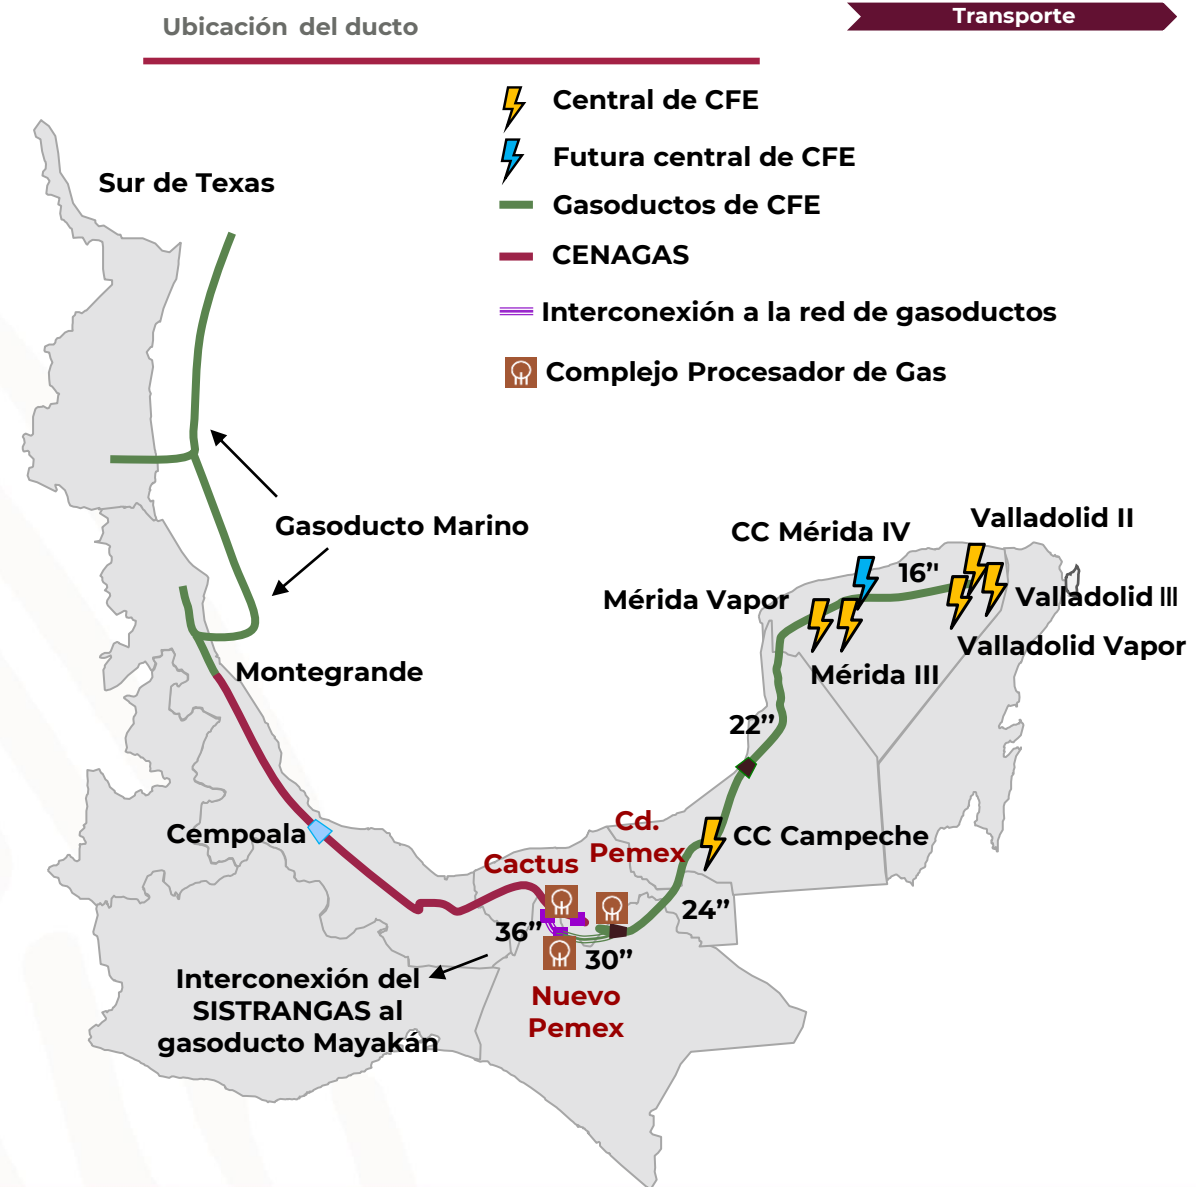 Ubicación del ducto
Transporte
Central de CFE
Futura central de CFE
Gasoductos de CFE
CENAGAS
Interconexión a la red de gasoductos
Complejo Procesador de Gas
Sur de Texas
Gasoducto Marino
Montegrande
Cempoala
CC Mérida IV
Valladolid II
16"
Mérida Vapor
Valladolid III
Valladolid Vapor
Mérida III
22”
Cd.
Pemex
CC Campeche
Cactus
24”
36”
30”
Interconexión del
SISTRANGAS al
gasoducto Mayakán
Nuevo
Pemex